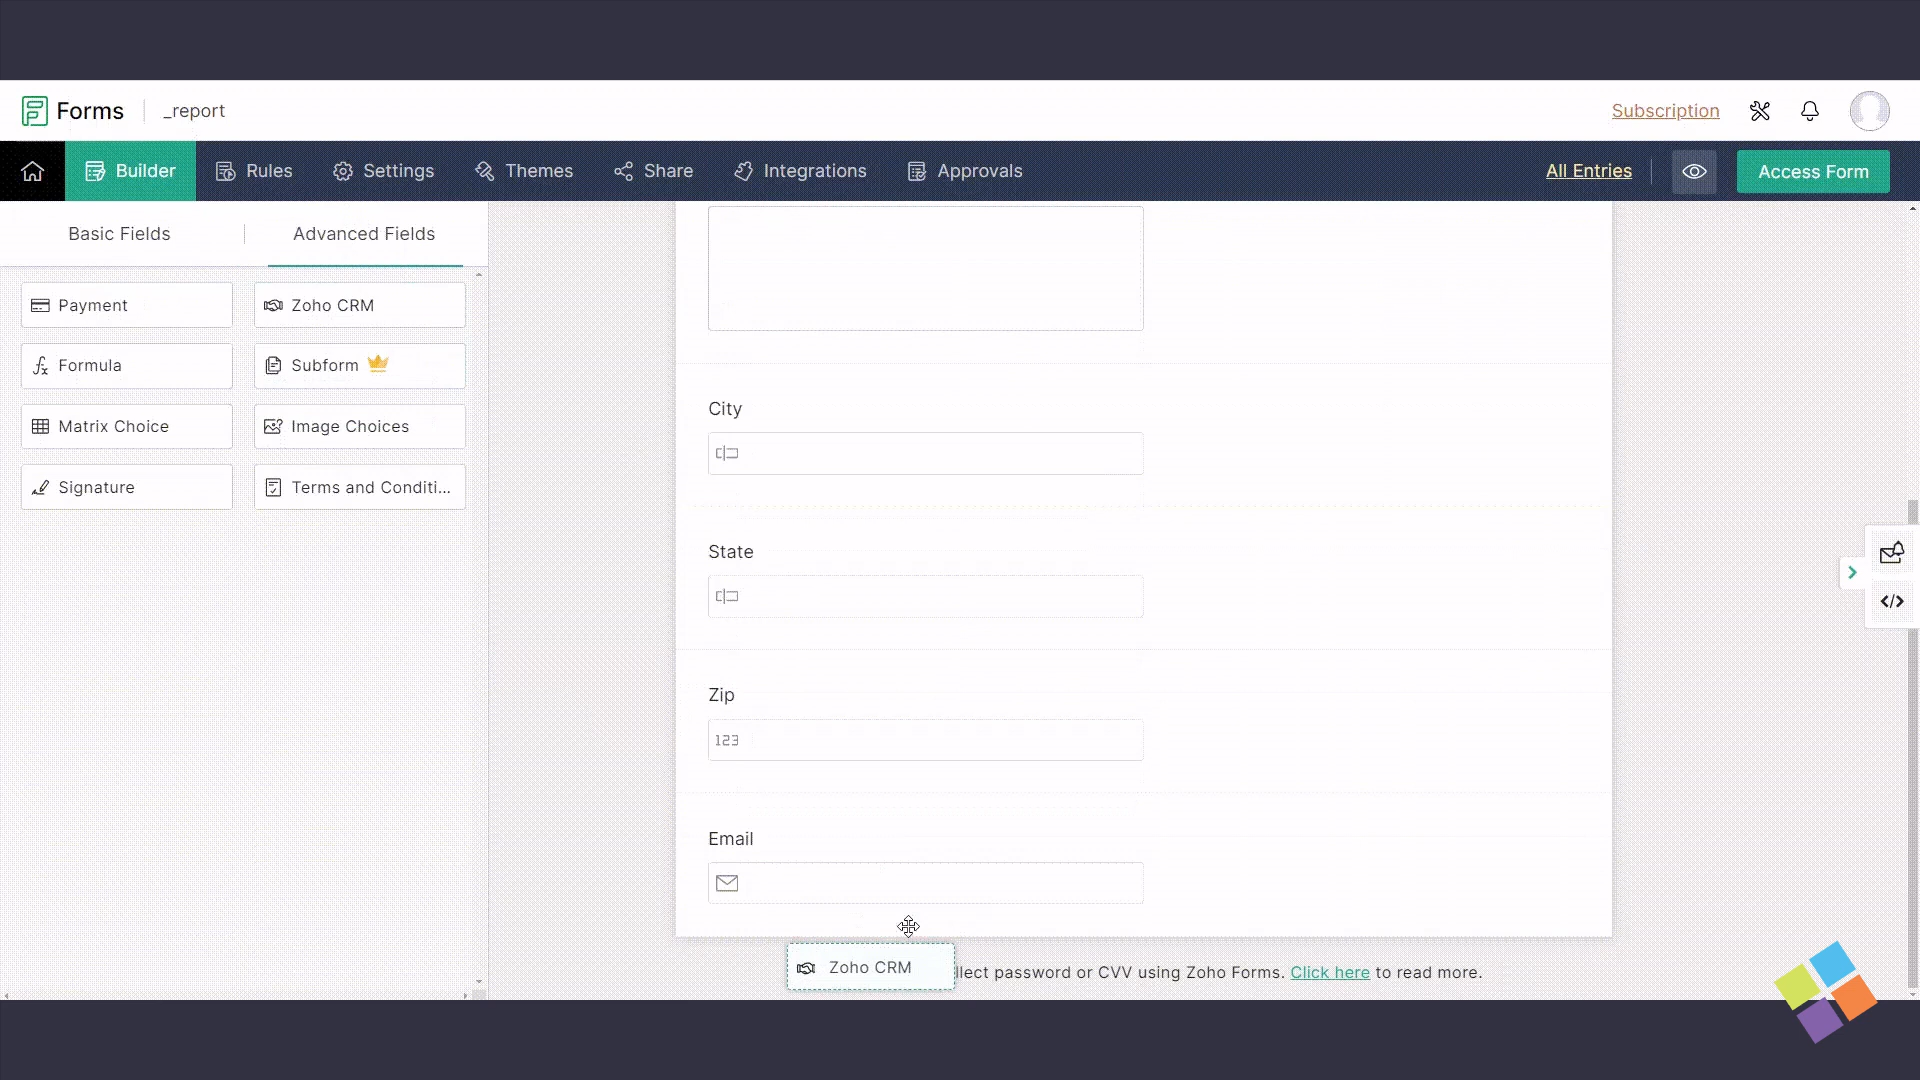 Forms
_report
Subscription
Builder
Rules
Settings
Themes
Share
Integrations
Approvals
All Entries
Access Form
Basic Fields
Advanced Fields
Payment
Zoho CRM
Formula
Subform
Matrix Choice
Image Choices
Signature
Terms and Conditi...
City
State
Zip
123
Email
Zoho CRM
llect password or CVV using Zoho Forms. Click here to read more.